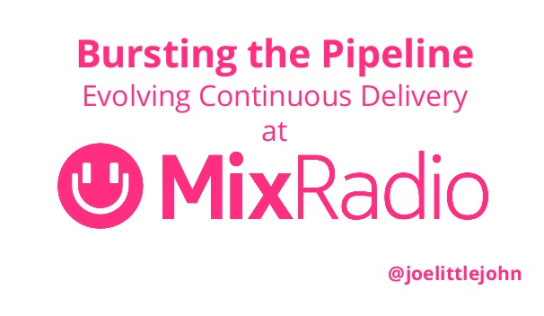 Bursting the Pipeline
Evolving Continuous Delivery
at
MixRadio
@joelittlejohn